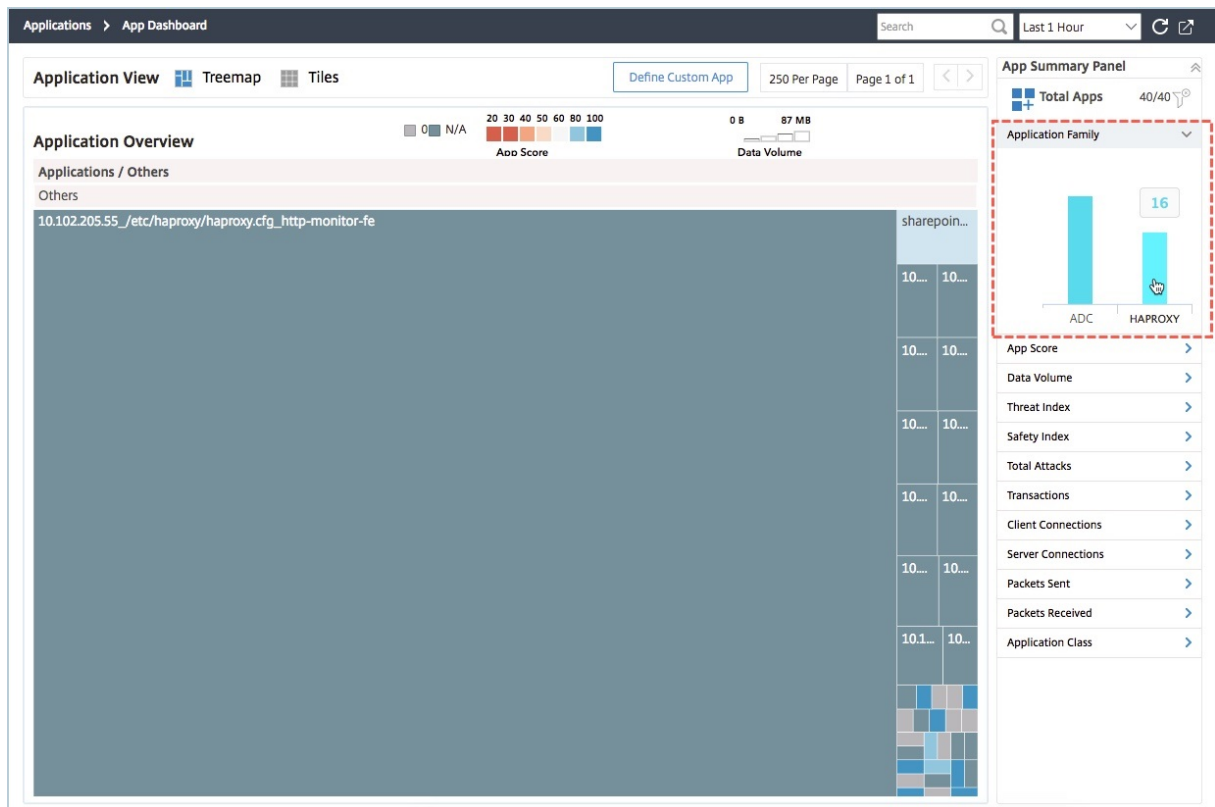 Applications > App Dashboard
Search
Last 1 Hour
Application View Treemap Tiles
Define Custom App
250 Per Page
Page 1 of 1
Application Overview
0 N/A
20 30 40 50 60 80 100
App Score
0 B 87 MB
Data Volume
Applications / Others
Others
10.102.205.55_/etc/haproxy/haproxy.cfg_http-monitor-fe
sharepoin...
10.... 10....
10.... 10....
10.... 10....
10.... 10....
10.... 10....
10.1... 10...
App Summary Panel
Total Apps 40/40
Application Family
16
ADC HAPROXY
App Score
Data Volume
Threat Index
Safety Index
Total Attacks
Transactions
Client Connections
Server Connections
Packets Sent
Packets Received
Application Class